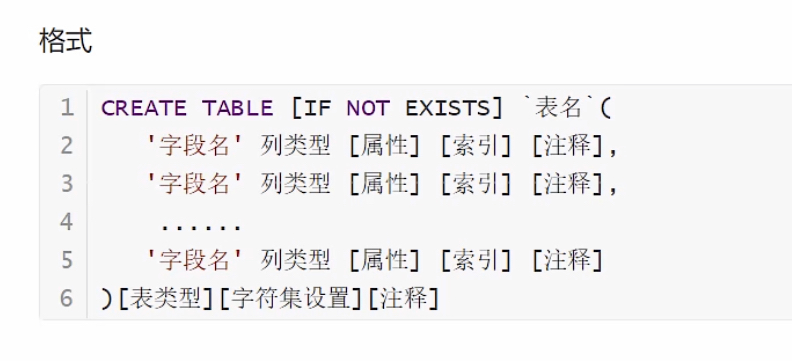 格式
1 CREATE TABLE [IF NOT EXISTS] `表名`(
2 '字段名' 列类型 [属性] [索引] [注释],
3 '字段名' 列类型 [属性] [索引] [注释],
4 ......
5 '字段名' 列类型 [属性] [索引] [注释]
6 )[表类型][字符集设置][注释]